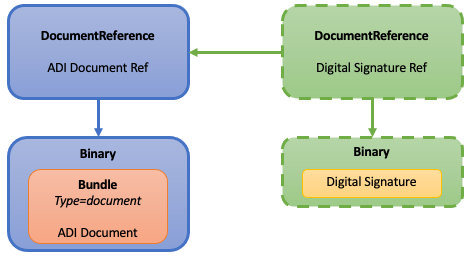 DocumentReference
ADI Document Ref
DocumentReference
Digital Signature Ref
Binary
Bundle
Type=document
ADI Document
Binary
Digital Signature